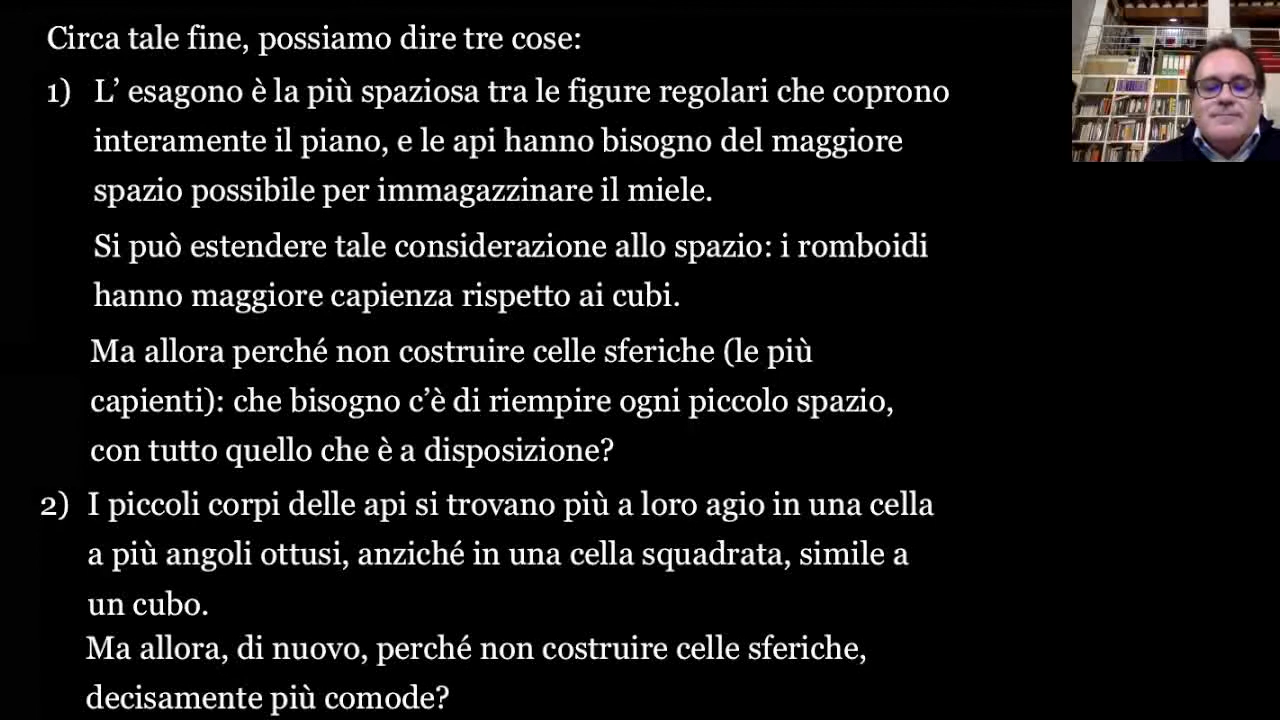 Circa tale fine, possiamo dire tre cose:
1) L’ esagono è la più spaziosa tra le figure regolari che coprono
interamente il piano, e le api hanno bisogno del maggiore
spazio possibile per immagazzinare il miele.
Si può estendere tale considerazione allo spazio: i romboidi
hanno maggiore capienza rispetto ai cubi.
Ma allora perché non costruire celle sferiche (le più
capienti): che bisogno c’è di riempire ogni piccolo spazio,
con tutto quello che è a disposizione?
2) I piccoli corpi delle api si trovano più a loro agio in una cella
a più angoli ottusi, anziché in una cella squadrata, simile a
un cubo.
Ma allora, di nuovo, perché non costruire celle sferiche,
decisamente più comode?